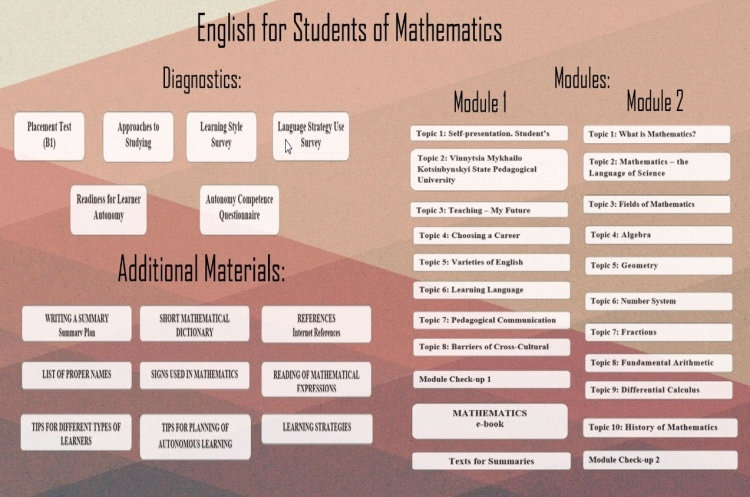 English for Students of Mathematics
Diagnostics:
Placement Test
(B1)
Approaches to
Studying
Learning Style
Survey
Language Strategy Use
Survey
Readiness for Learner
Autonomy
Autonomy Competence
Questionnaire
Additional Materials:
WRITING A SUMMARY
Summary Plan
SHORT MATHEMATICAL
DICTIONARY
REFERENCES
Internet References
LIST OF PROPER NAMES
SIGNS USED IN MATHEMATICS
READING OF MATHEMATICAL
EXPRESSIONS
TIPS FOR DIFFERENT TYPES OF
LEARNERS
TIPS FOR PLANNING OF
AUTONOMOUS LEARNING
LEARNING STRATEGIES
Modules:
Module 1
Topic 1: Self-presentation. Student's
Topic 2: Vinnytsia Mykhailo
Kotsiubynskyi State Pedagogical
University
Topic 3: Teaching – My Future
Topic 4: Choosing a Career
Topic 5: Varieties of English
Topic 6: Learning Language
Topic 7: Pedagogical Communication
Topic 8: Barriers of Cross-Cultural
Module Check-up 1
MATHEMATICS
e-book
Texts for Summaries
Module 2
Topic 1: What is Mathematics?
Topic 2: Mathematics – the
Language of Science
Topic 3: Fields of Mathematics
Topic 4: Algebra
Topic 5: Geometry
Topic 6: Number System
Topic 7: Fractions
Topic 8: Fundamental Arithmetic
Topic 9: Differential Calculus
Topic 10: History of Mathematics
Module Check-up 2